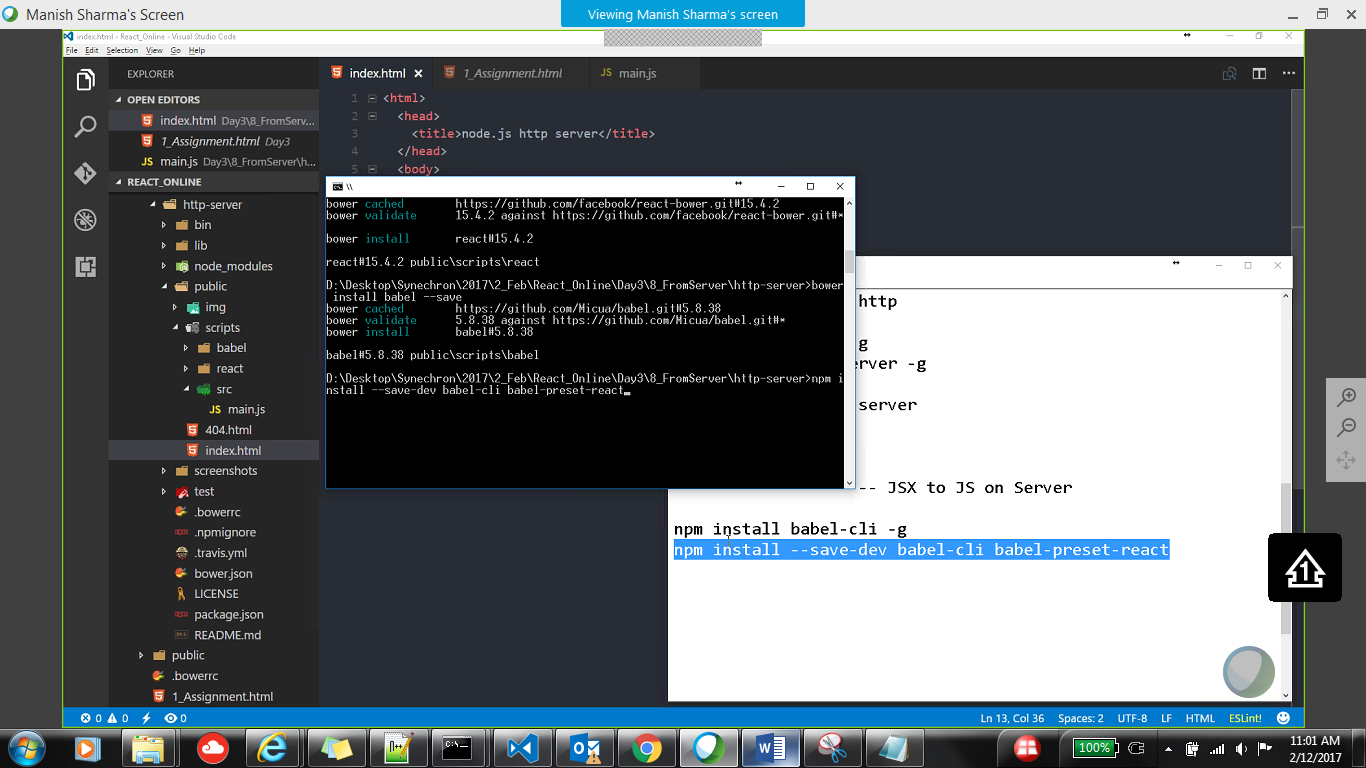 Manish Sharma's Screen
Viewing Manish Sharma's screen
index.html - React_Online - Visual Studio Code
File Edit Selection View Go Help
EXPLORER
OPEN EDITORS
index.html Day3\8_FromServ...
1_Assignment.html Day3
main.js Day3\8_FromServer\h...
REACT_ONLINE
http-server
bin
lib
node_modules
public
img
scripts
babel
react
src
JS main.js
404.html
index.html
screenshots
test
.bowerrc
.npmignore
.travis.yml
bower.json
LICENSE
package.json
README.md
public
.bowerrc
1_Assignment.html
index.html
1_Assignment.html
JS main.js
1 <html>
2 <head>
3 <title>node.js http server</title>
4 </head>
5 <body>
\\
bower cached https://github.com/facebook/react-bower.git#15.4.2
bower validate 15.4.2 against https://github.com/facebook/react-bower.git#*
bower install react#15.4.2
react#15.4.2 public\scripts\react
D:\Desktop\Synechron\2017\2_Feb\React_Online\Day3\8_FromServer\http-server>bower
install babel --save
bower cached https://github.com/Micua/babel.git#5.8.38
bower validate 5.8.38 against https://github.com/Micua/babel.git#*
bower install babel#5.8.38
babel#5.8.38 public\scripts\babel
D:\Desktop\Synechron\2017\2_Feb\React_Online\Day3\8_FromServer\http-server>npm i
nstall --save-dev babel-cli babel-preset-react
http
g
erver -g
server
-- JSX to JS on Server
npm install babel-cli -g
npm install --save-dev babel-cli babel-preset-react
1
0 0 0
Ln 13, Col 36 Spaces: 2 UTF-8 LF HTML ESLint!
100%
11:01 AM
2/12/2017